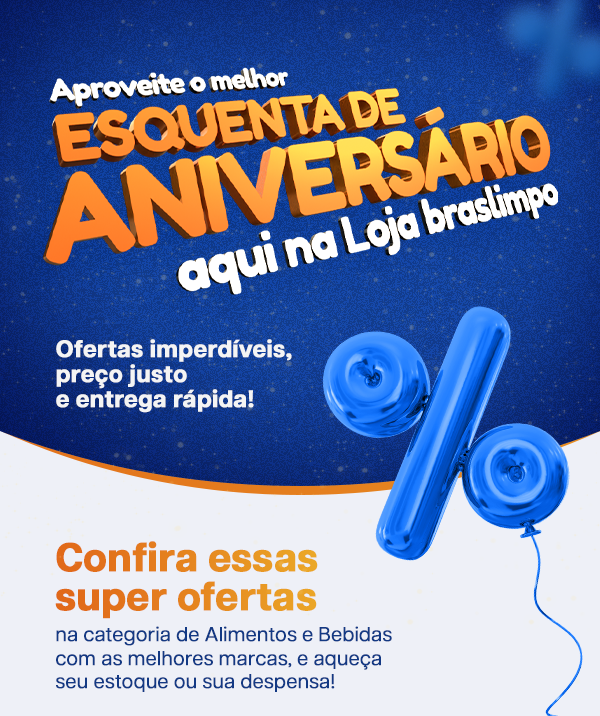 Aproveite o melhor
ESQUENTA DE
ANIVERSÁRIO
aqui na Loja braslimpo
Ofertas imperdíveis,
preço justo
e entrega rápida!
Confira essas
super ofertas
na categoria de Alimentos e Bebidas
com as melhores marcas, e aqueça
seu estoque ou sua despensa!